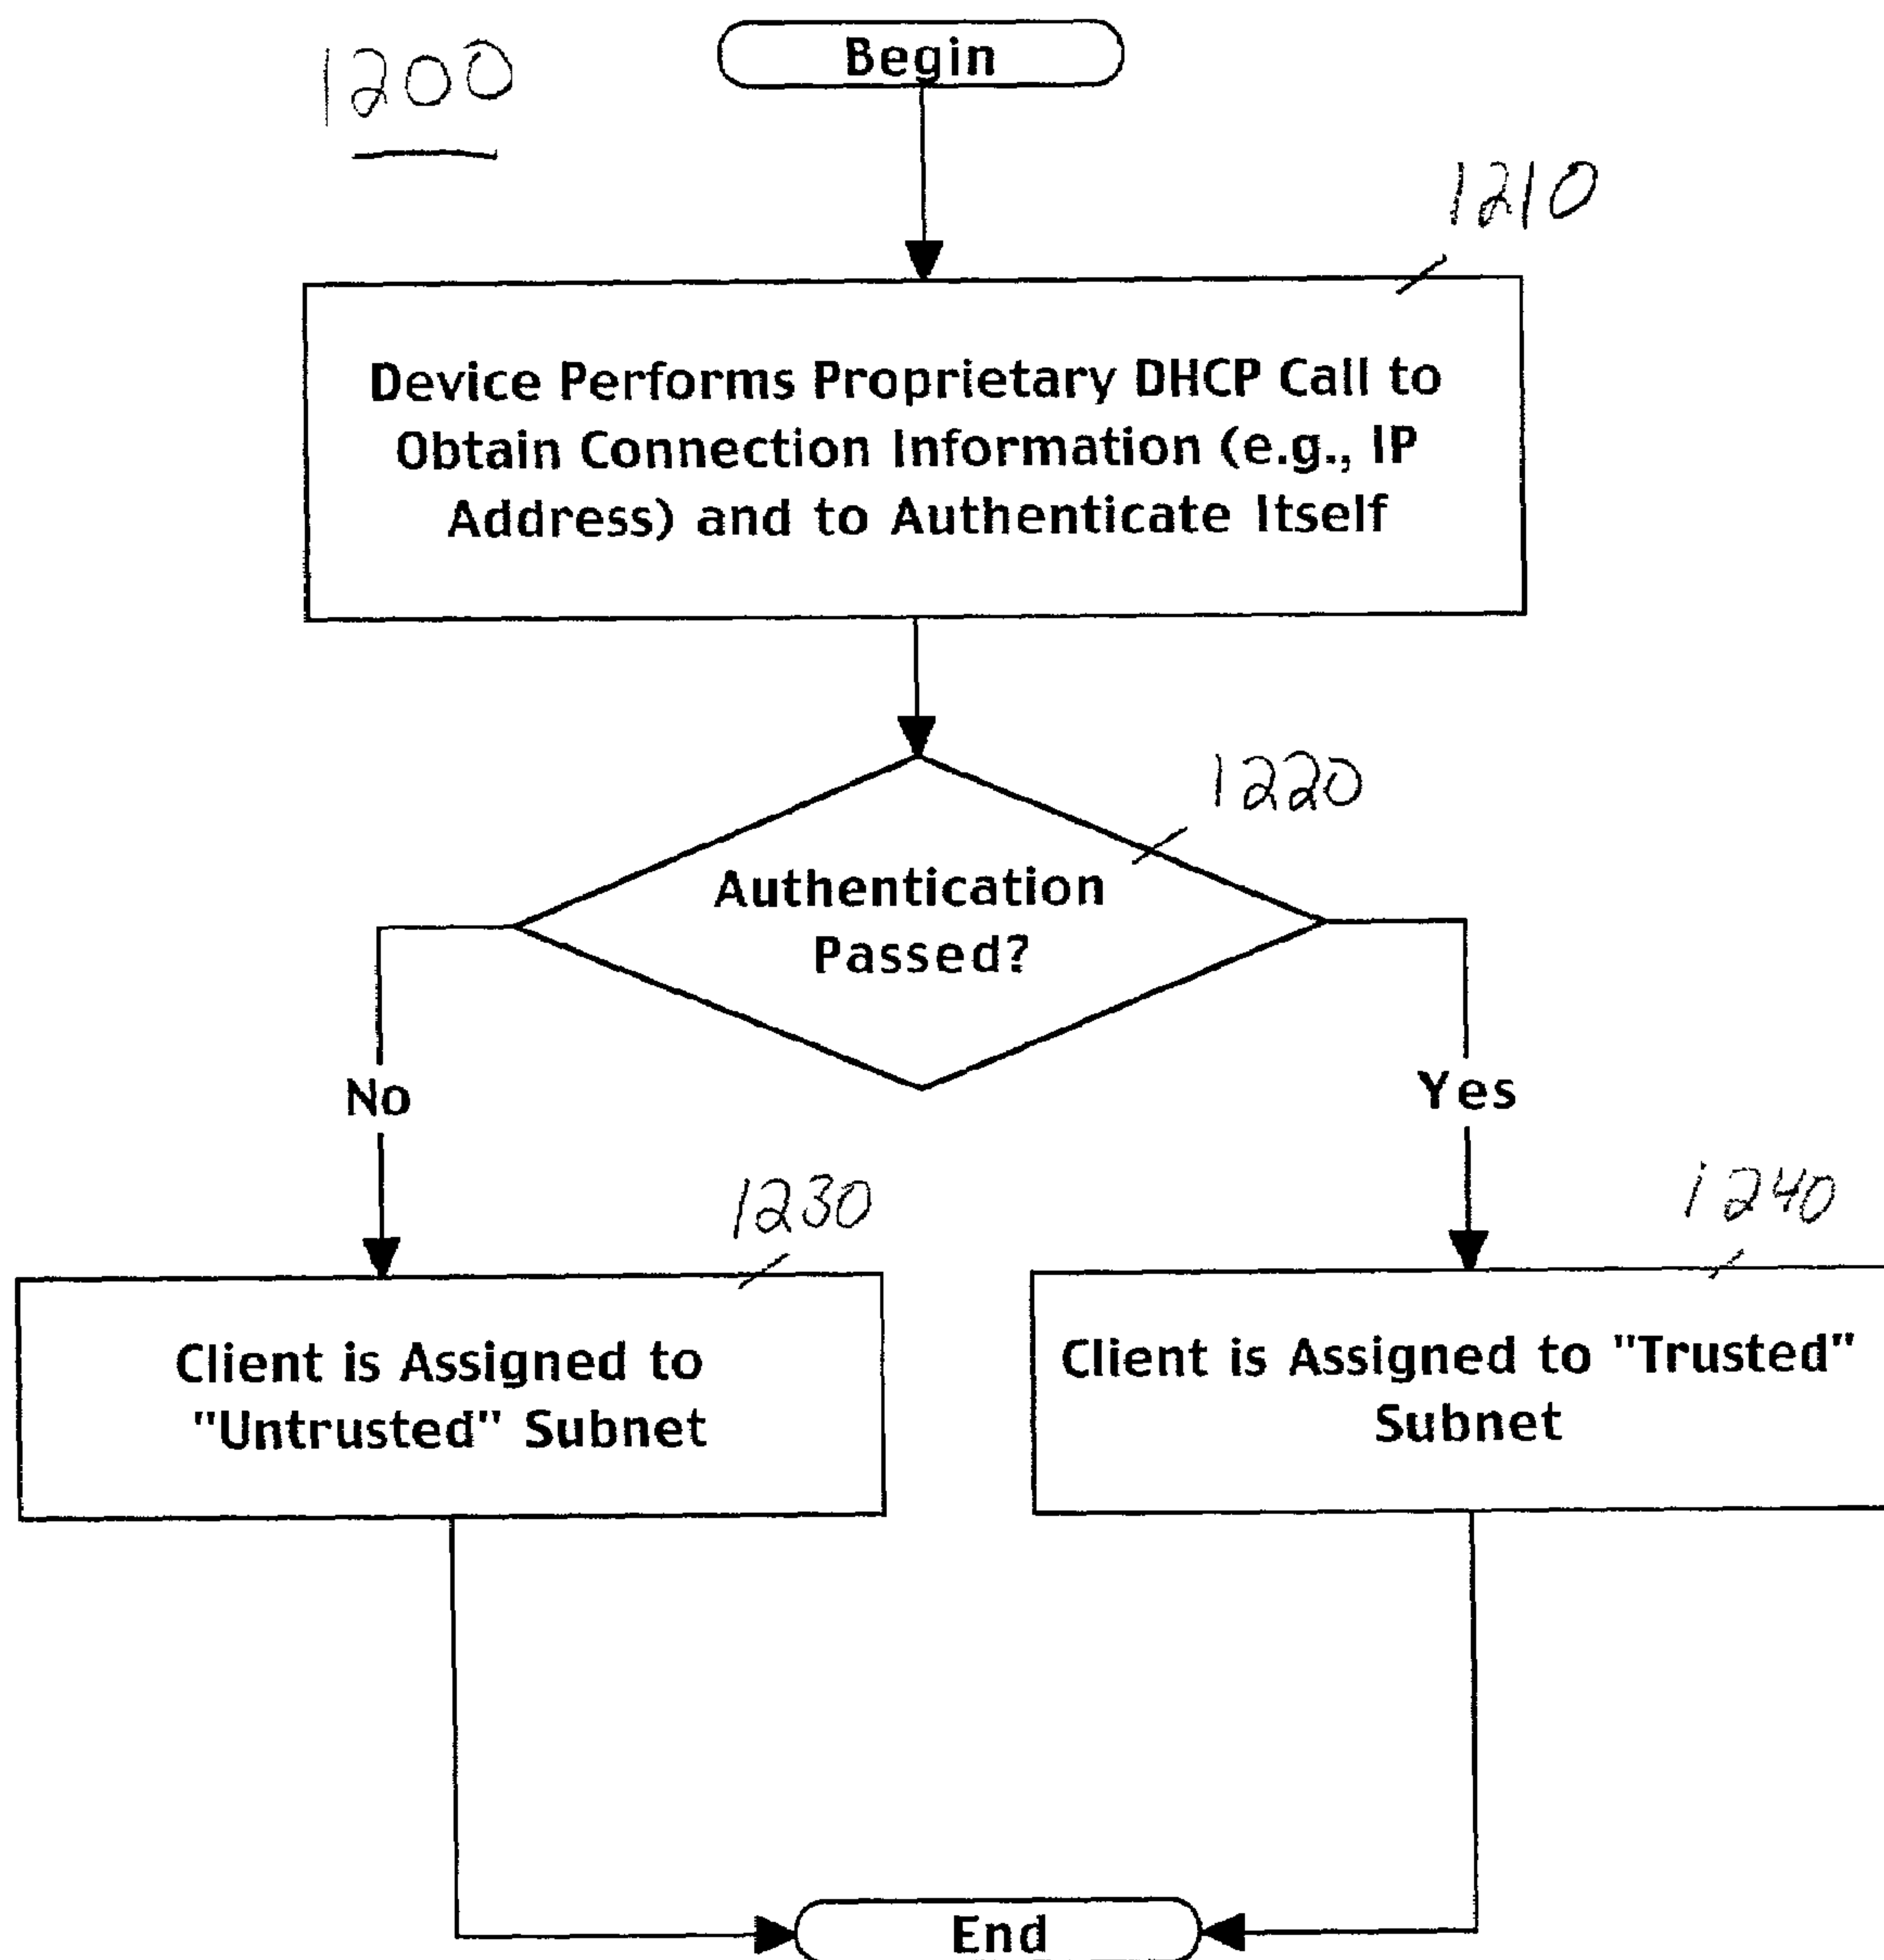 1200
Begin
1210
Device Performs Proprietary DHCP Call to
Obtain Connection Information (e.g., IP
Address) and to Authenticate Itself
1220
Authentication
Passed?
No
Yes
1230
1240
Client is Assigned to
"Untrusted" Subnet
Client is Assigned to "Trusted"
Subnet
End